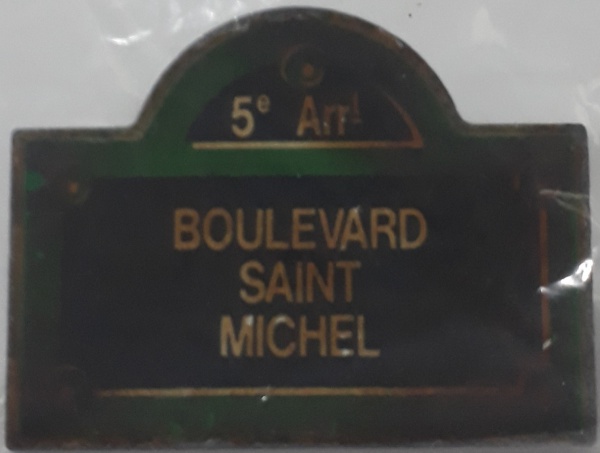 5e Arrt
BOULEVARD
SAINT
MICHEL